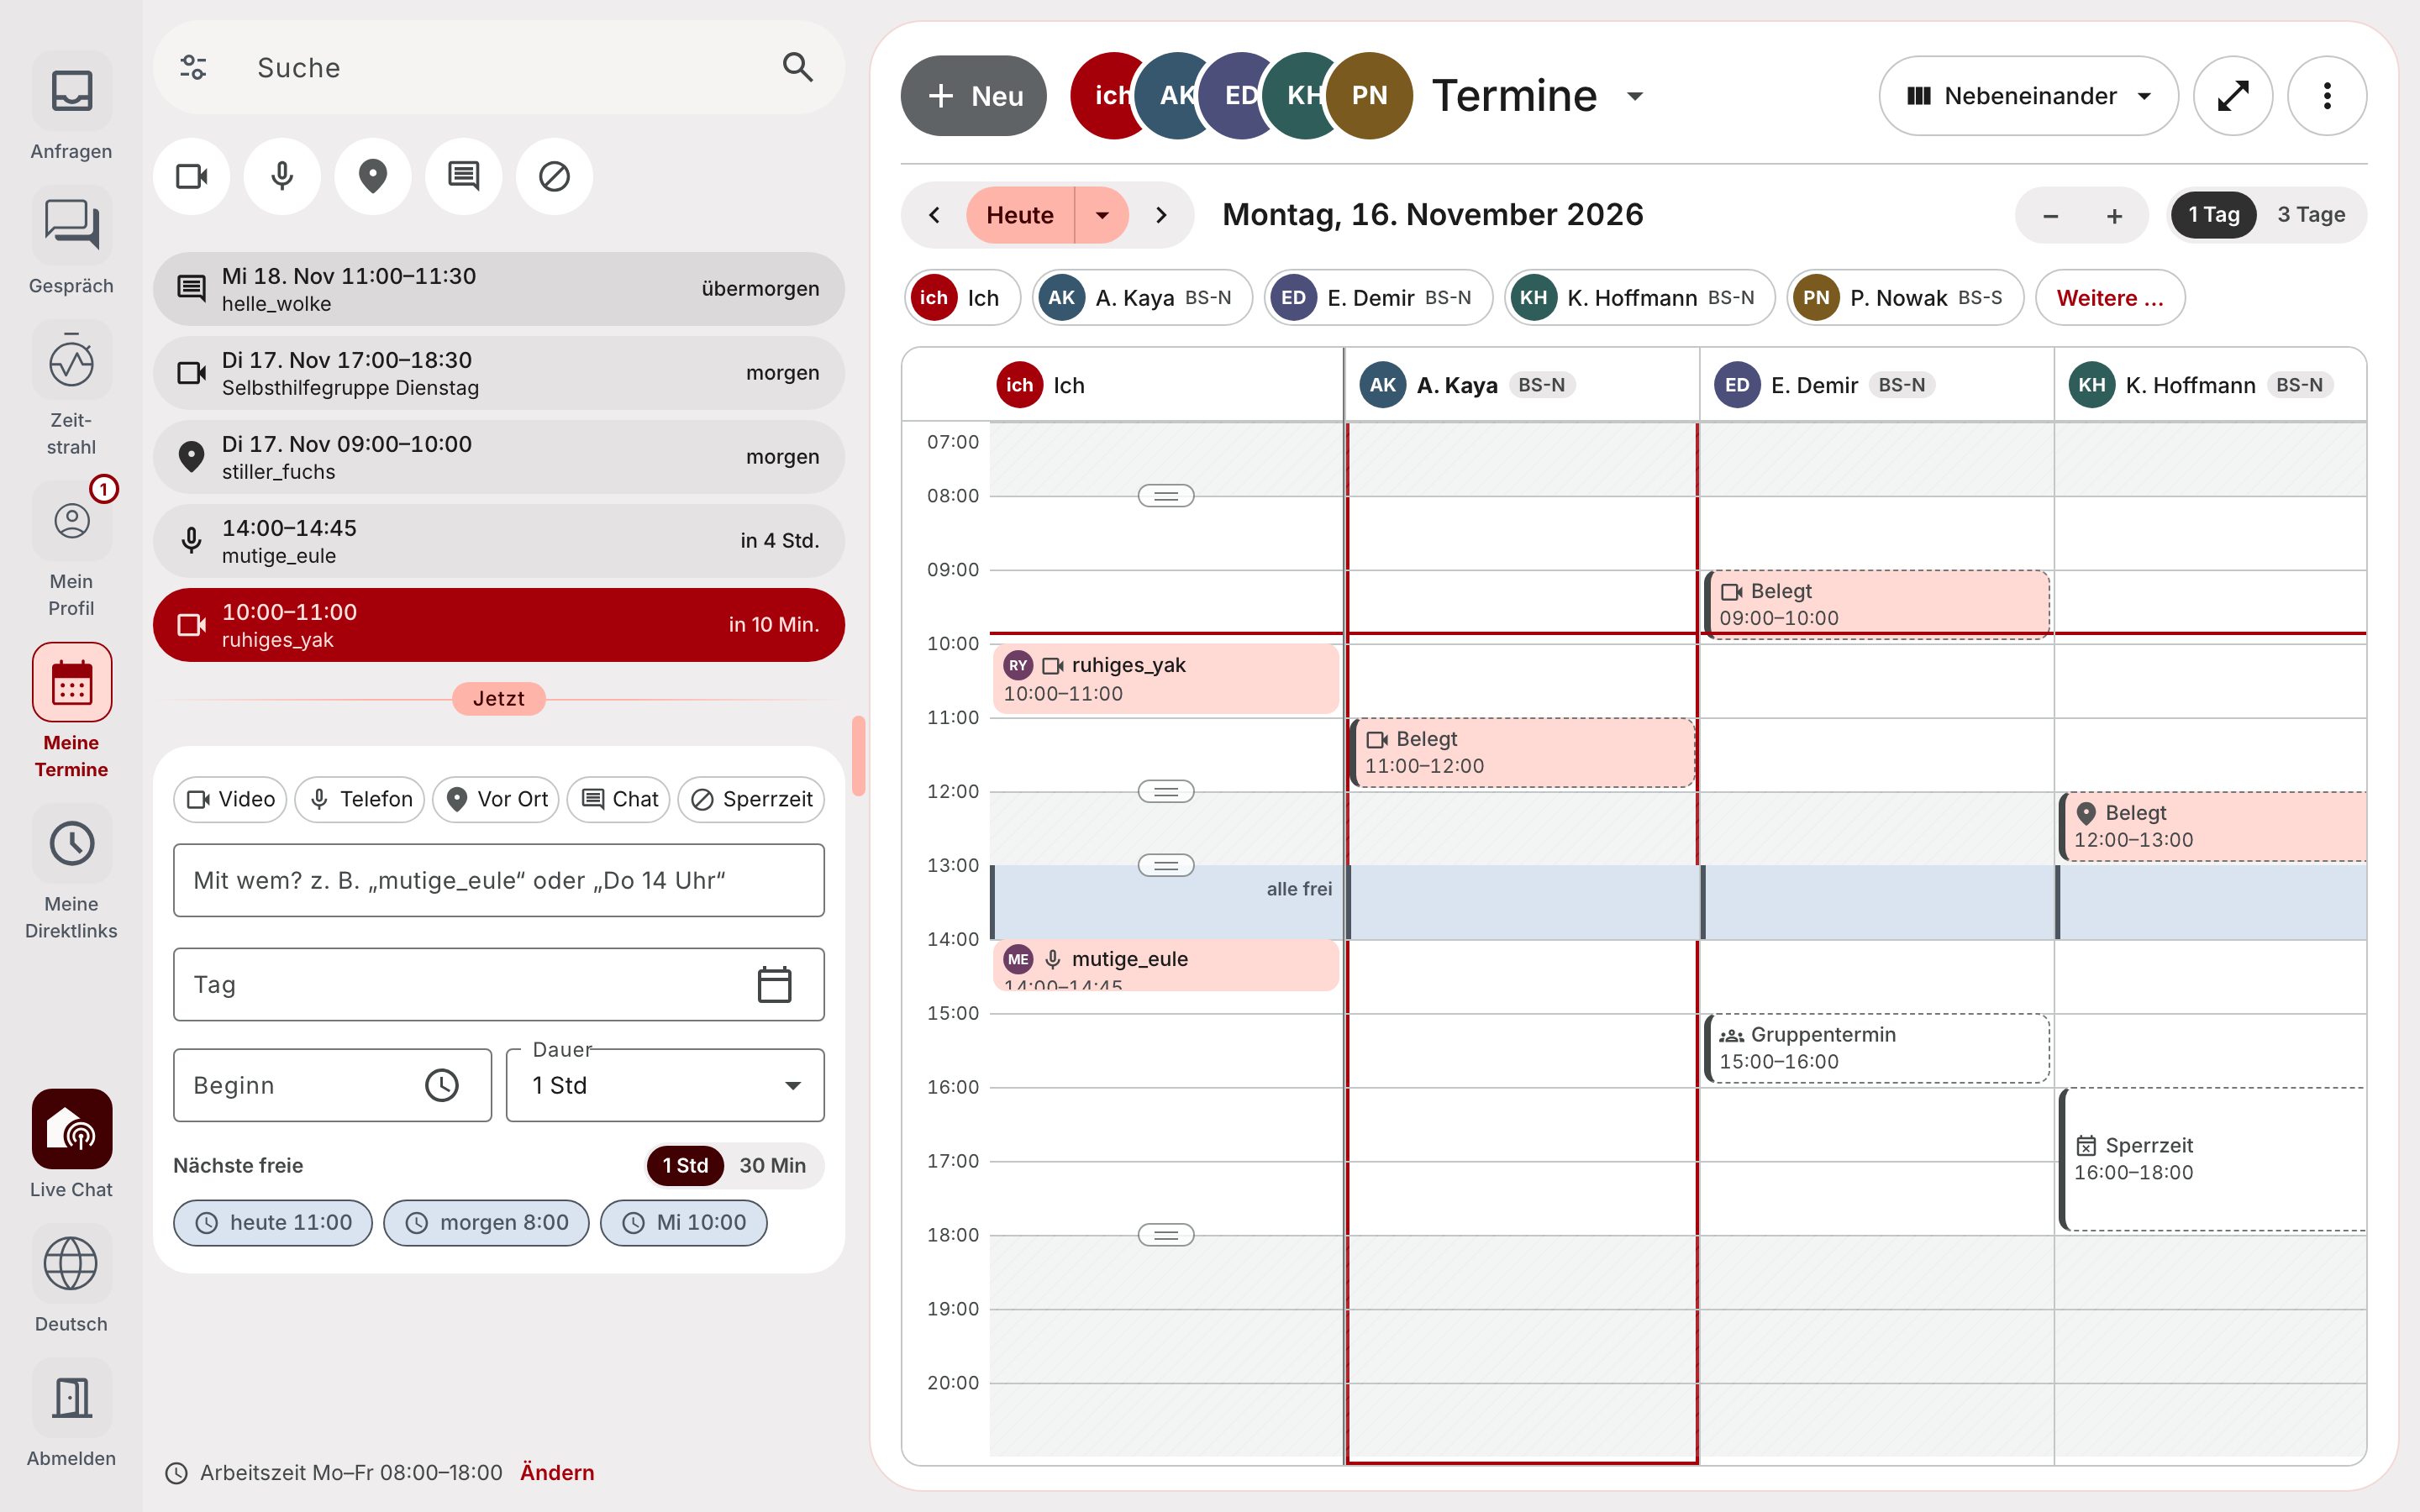 Anfragen
Gespräch
Zeit-
strahl
1
Mein
Profil
Meine
Termine
Meine
Direktlinks
Live Chat
Deutsch
Abmelden
Suche
Mi 18. Nov 11:00–11:30
helle_wolke
übermorgen
Di 17. Nov 17:00–18:30
Selbsthilfegruppe Dienstag
morgen
Di 17. Nov 09:00–10:00
stiller_fuchs
morgen
14:00–14:45
mutige_eule
in 4 Std.
10:00–11:00
ruhiges_yak
in 10 Min.
Jetzt
Video
Telefon
Vor Ort
Chat
Sperrzeit
Mit wem? z. B. „mutige_eule“ oder „Do 14 Uhr“
Tag
Beginn
Dauer
1 Std
Nächste freie
1 Std
30 Min
heute 11:00
morgen 8:00
Mi 10:00
Arbeitszeit Mo–Fr 08:00–18:00 Ändern
Neu
ich
AK
ED
KH
PN
Termine
Nebeneinander
Heute
Montag, 16. November 2026
1 Tag
3 Tage
ich Ich
AK A. Kaya BS-N
ED E. Demir BS-N
KH K. Hoffmann BS-N
PN P. Nowak BS-S
Weitere ...
ich Ich
AK A. Kaya BS-N
ED E. Demir BS-N
KH K. Hoffmann BS-N
07:00
08:00
09:00
10:00
11:00
12:00
13:00
14:00
15:00
16:00
17:00
18:00
19:00
20:00
RY ruhiges_yak
10:00–11:00
alle frei
ME mutige_eule
14:00–14:45
Belegt
11:00–12:00
Belegt
09:00–10:00
Gruppentermin
15:00–16:00
Belegt
12:00–13:00
Sperrzeit
16:00–18:00